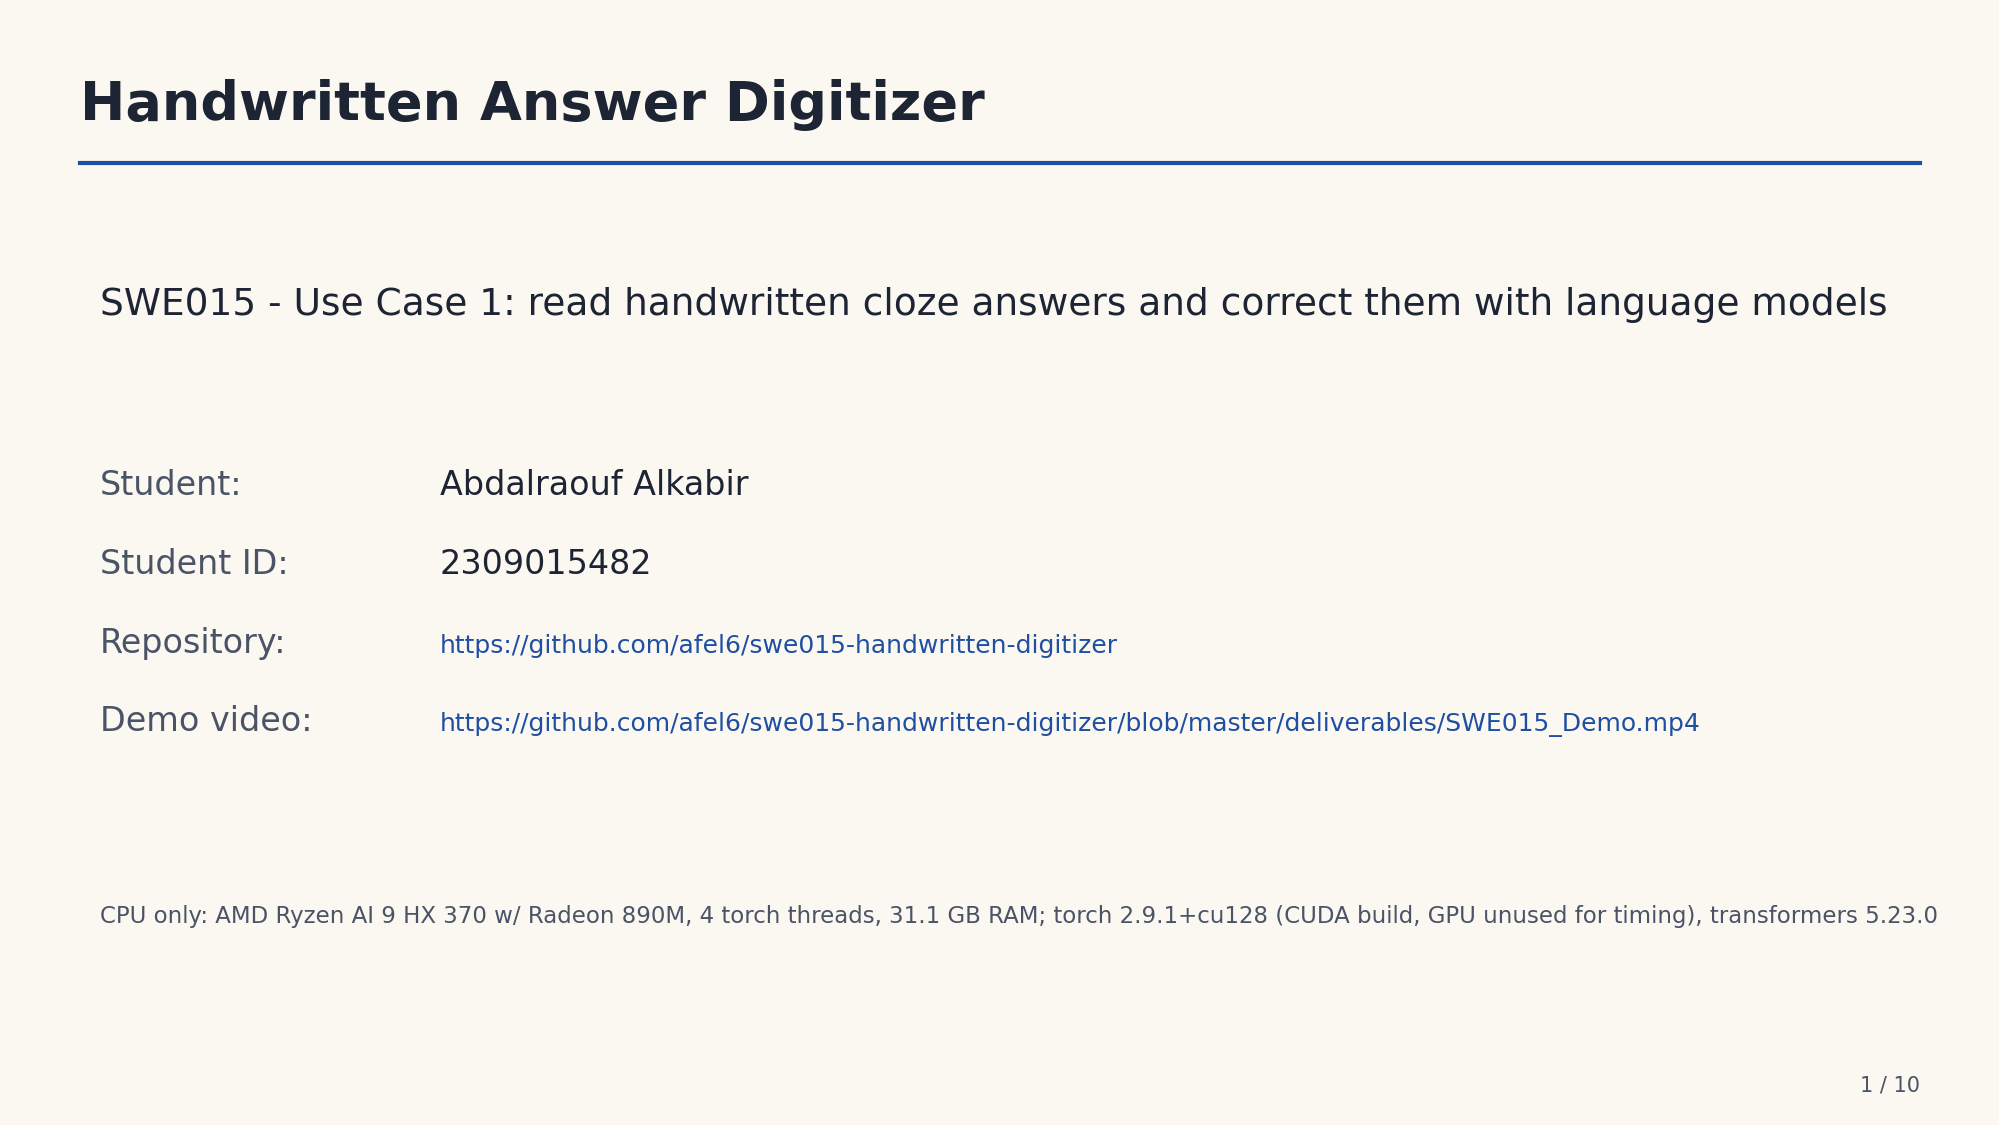 Handwritten Answer Digitizer
SWE015 - Use Case 1: read handwritten cloze answers and correct them with language models
Student: Abdalraouf Alkabir
Student ID: 2309015482
Repository: https://github.com/afel6/swe015-handwritten-digitizer
Demo video: https://github.com/afel6/swe015-handwritten-digitizer/blob/master/deliverables/SWE015_Demo.mp4
CPU only: AMD Ryzen AI 9 HX 370 w/ Radeon 890M, 4 torch threads, 31.1 GB RAM; torch 2.9.1+cu128 (CUDA build, GPU unused for timing), transformers 5.23.0
1 / 10